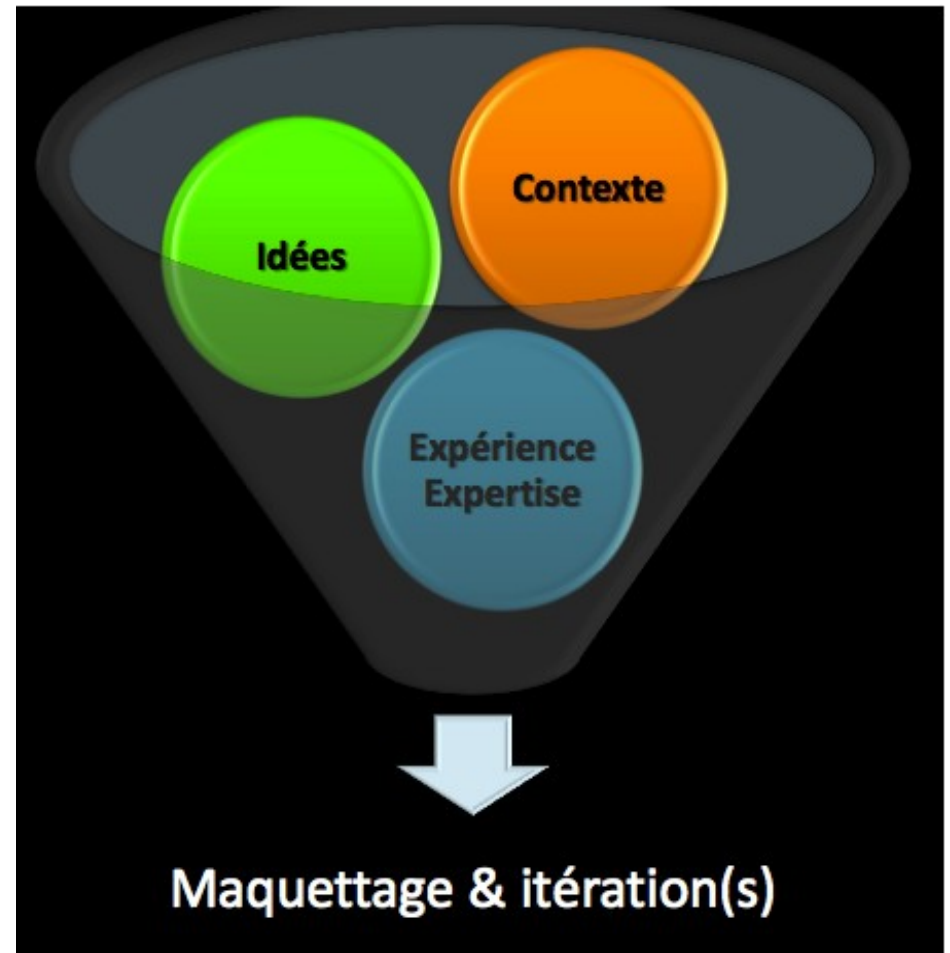 Contexte
Idées
Expérience
Expertise
Maquettage & itération(s)